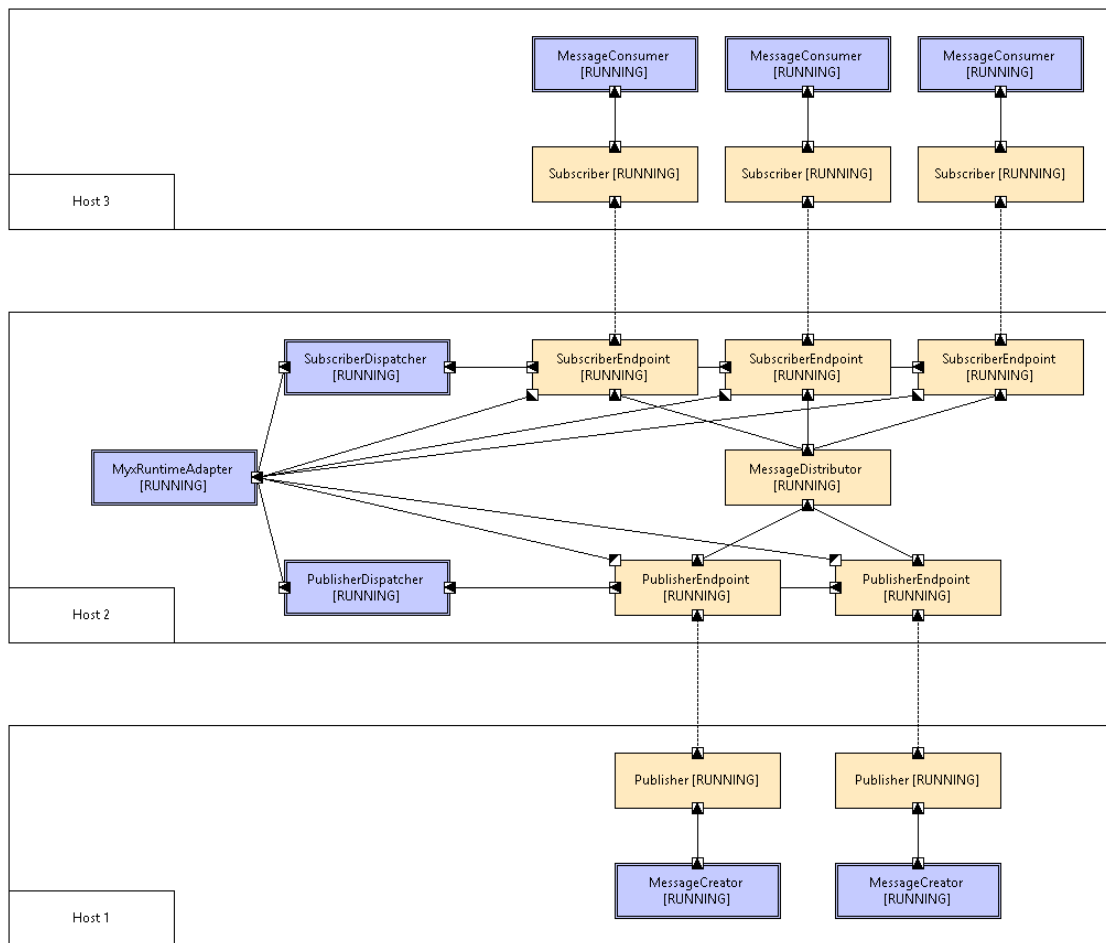 MessageConsumer
[RUNNING]
MessageConsumer
[RUNNING]
MessageConsumer
[RUNNING]
Subscriber [RUNNING]
Subscriber [RUNNING]
Subscriber [RUNNING]
Host 3
SubscriberDispatcher
[RUNNING]
SubscriberEndpoint
[RUNNING]
SubscriberEndpoint
[RUNNING]
SubscriberEndpoint
[RUNNING]
MyxRuntimeAdapter
[RUNNING]
MessageDistributor
[RUNNING]
PublisherDispatcher
[RUNNING]
PublisherEndpoint
[RUNNING]
PublisherEndpoint
[RUNNING]
Host 2
Publisher [RUNNING]
Publisher [RUNNING]
MessageCreator
[RUNNING]
MessageCreator
[RUNNING]
Host 1